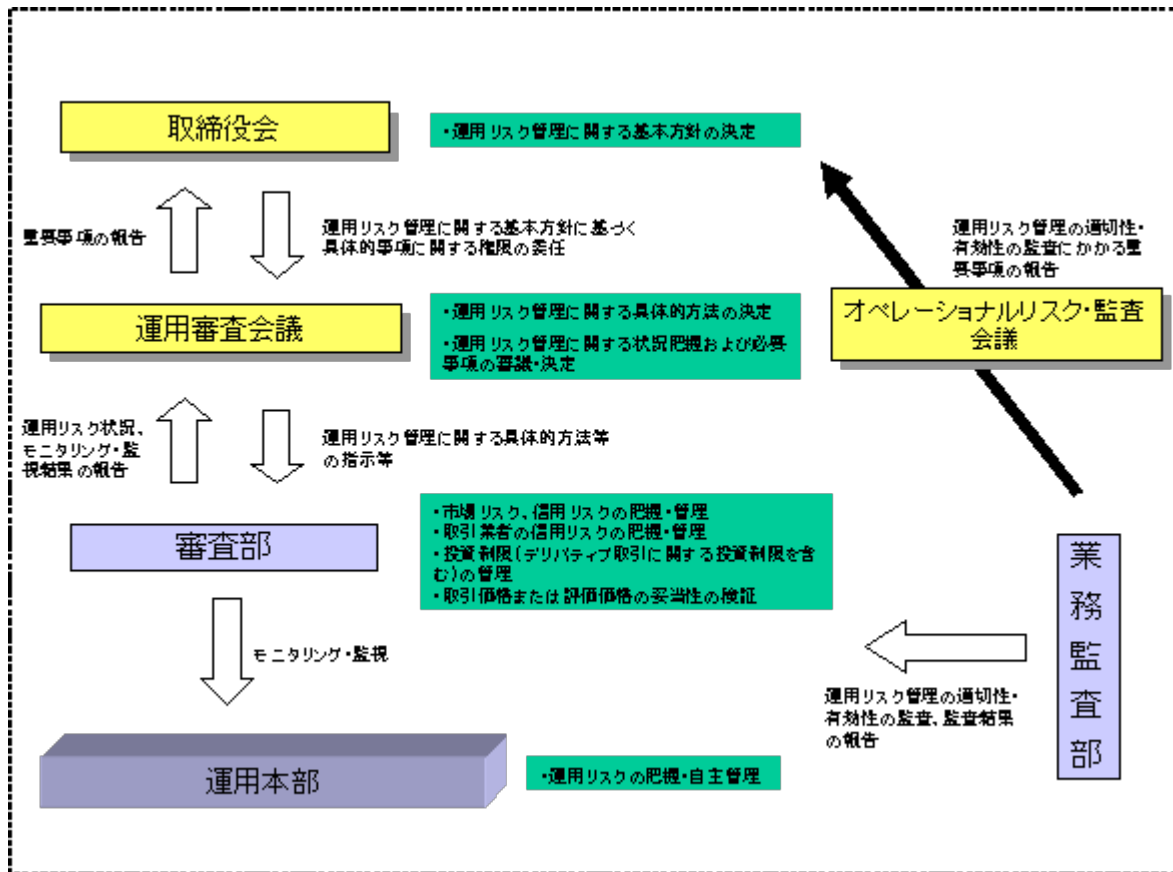 取締役会
・運用リスク管理に関する基本方針の決定
重要事項の報告
運用リスク管理に関する基本方針に基づく
具体的事項に関する権限の委任
運用リスク管理の適切性・
有効性の監査にかかる重
要事項の報告
運用審査会議
・運用リスク管理に関する具体的方法の決定
・運用リスク管理に関する状況把握および必要
事項の審議・決定
オペレーショナルリスク・監査
会議
運用リスク状況、
モニタリング・監
視結果の報告
運用リスク管理に関する具体的方法等
の指示等
審査部
・市場リスク、信用リスクの把握・管理
・取引業者の信用リスクの把握・管理
・投資制限(デリバティブ取引に関する投資制限を含
む)の管理
・取引価格または評価価格の妥当性の検証
業務監査部
モニタリング・監視
運用リスク管理の適切性・
有効性の監査、監査結果
の報告
運用本部
・運用リスクの把握・自主管理